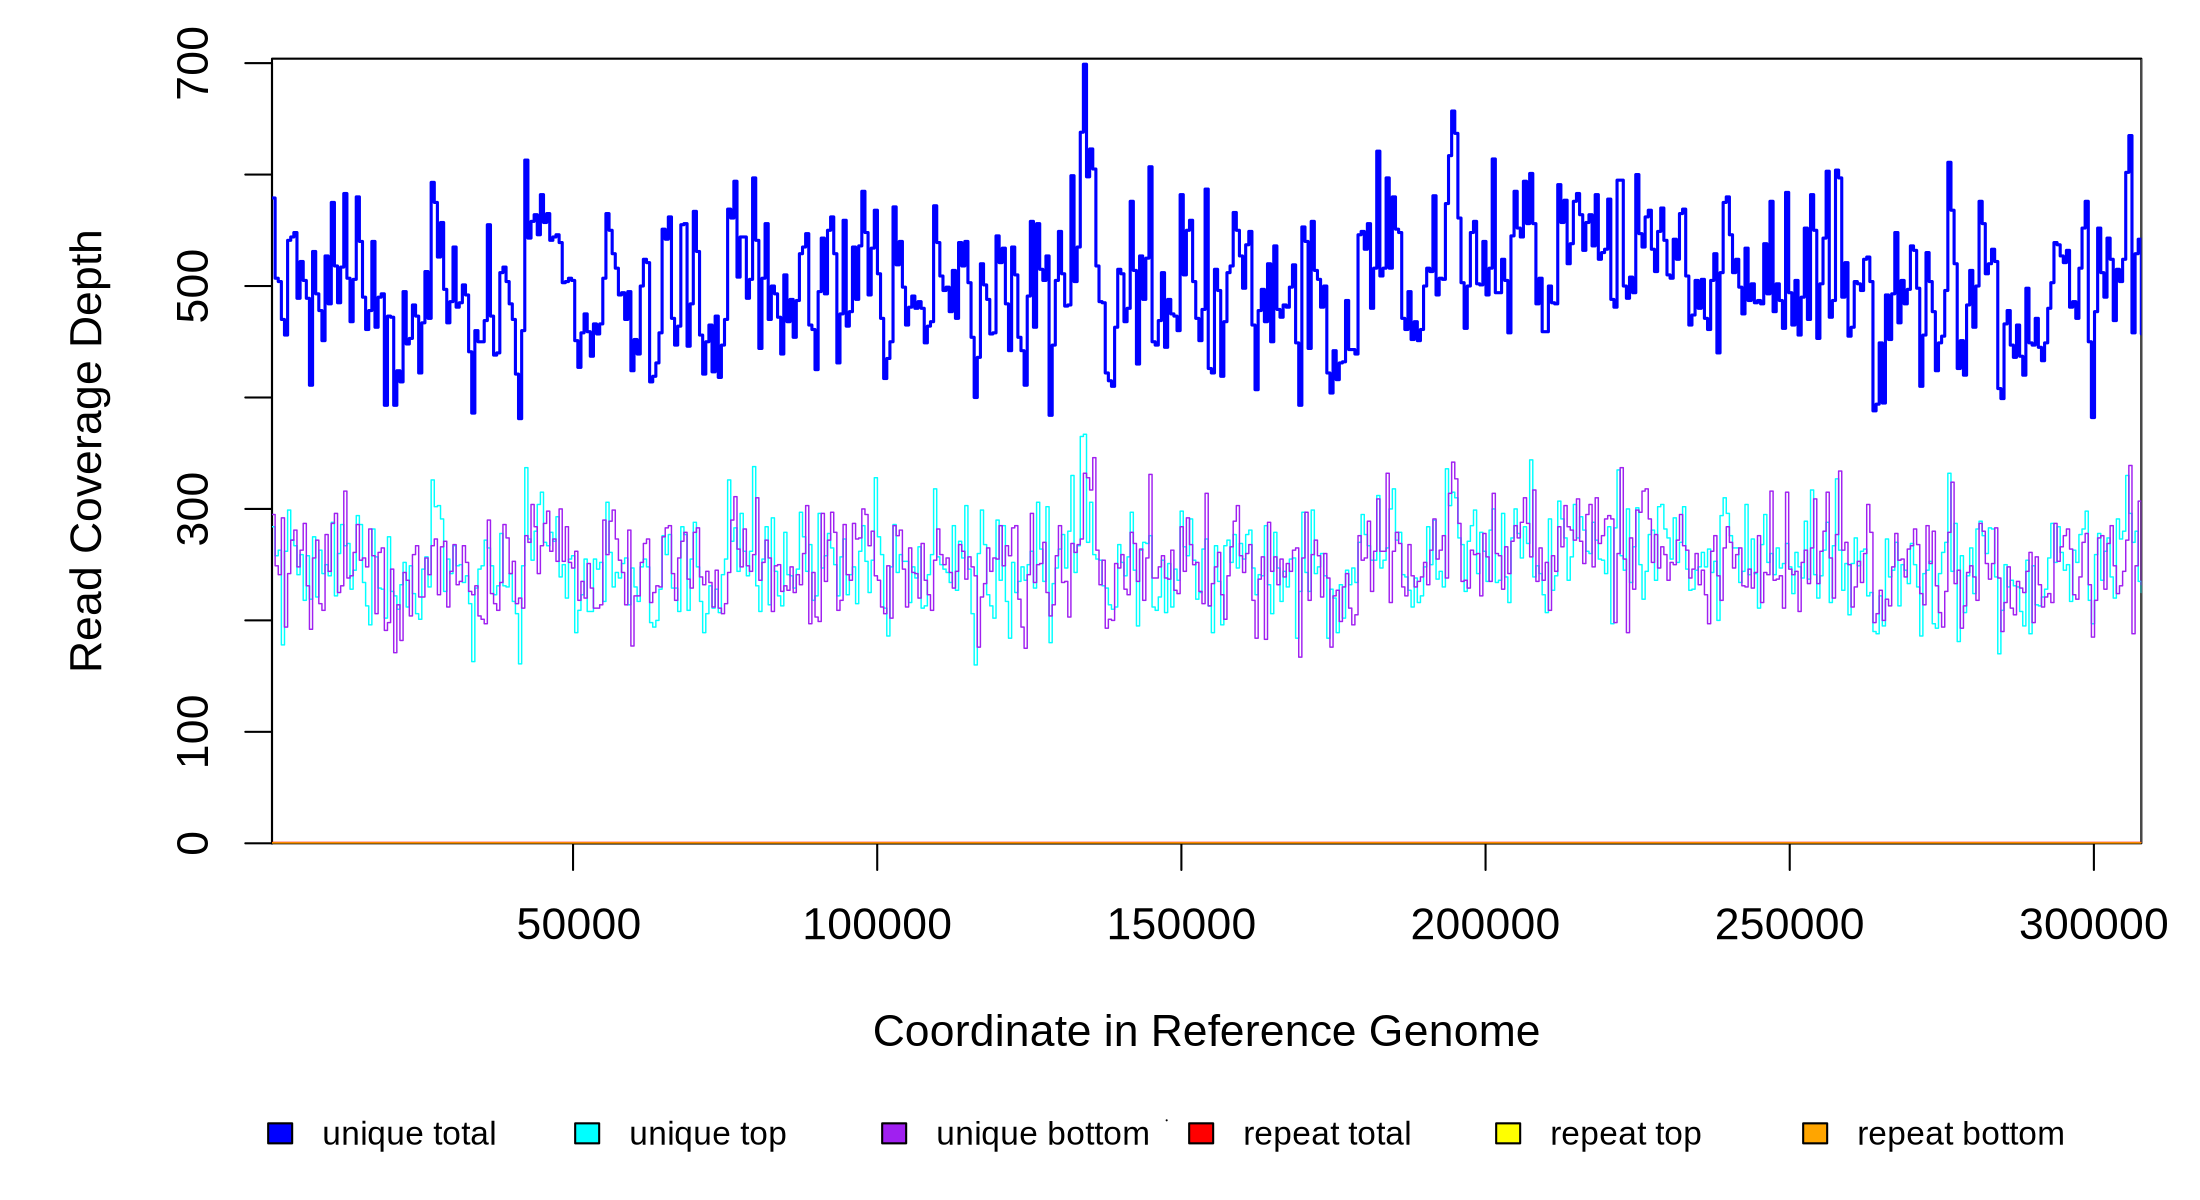 Read Coverage Depth
700
500
300
100
0
50000 100000 150000 200000 250000 300000
Coordinate in Reference Genome
unique total unique top unique bottom repeat total repeat top repeat bottom